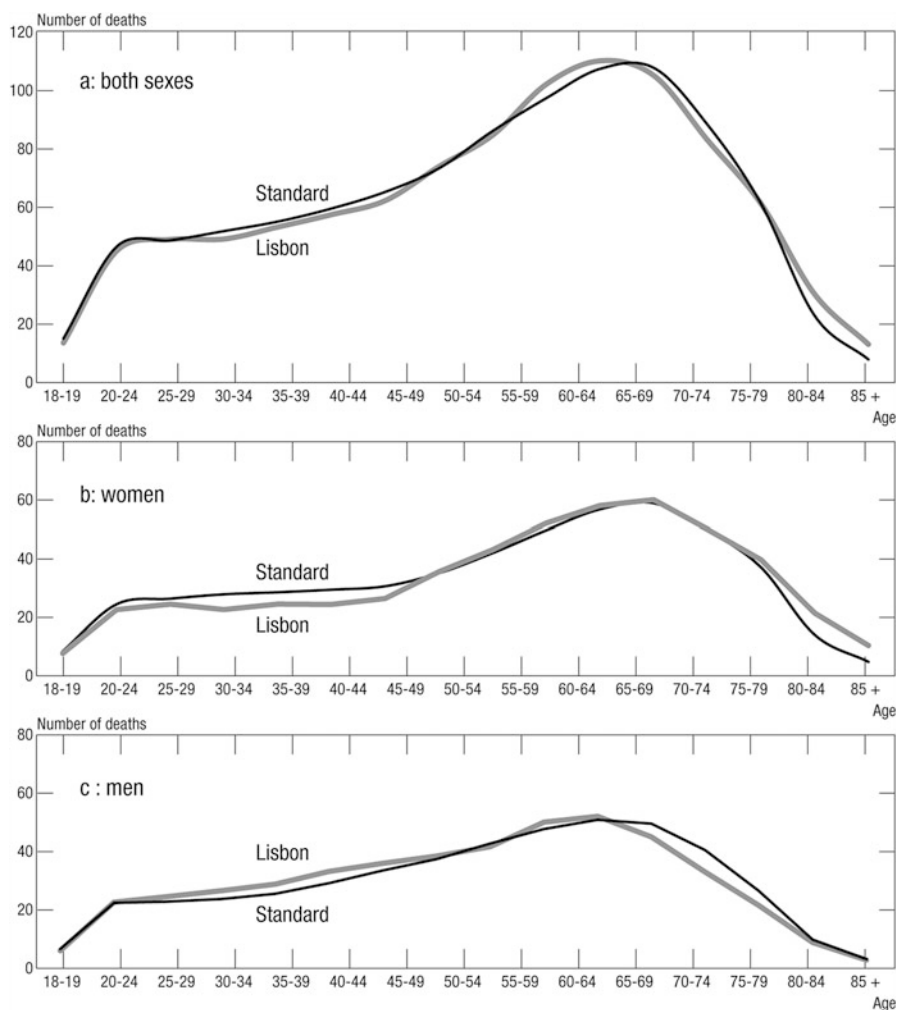 Number of deaths
120
a: both sexes
100
80
Standard
60
Lisbon
40
20
0
18-19 20-24 25-29 30-34 35-39 40-44 45-49 50-54 55-59 60-64 65-69 70-74 75-79 80-84 85 +
Age
Number of deaths
80
b: women
60
Standard
40
20
Lisbon
0
18-19 20-24 25-29 30-34 35-39 40-44 45-49 50-54 55-59 60-64 65-69 70-74 75-79 80-84 85 +
Age
Number of deaths
80
c : men
60
Lisbon
40
20
Standard
0
18-19 20-24 25-29 30-34 35-39 40-44 45-49 50-54 55-59 60-64 65-69 70-74 75-79 80-84 85 +
Age